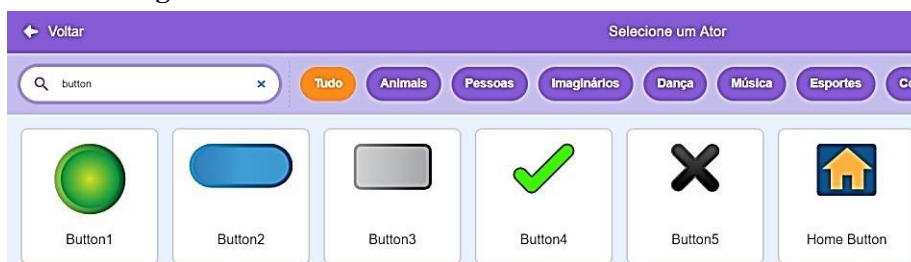 Voltar Selecione um Ator
button Tudo Animais Pessoas Imaginários Dança Música Esportes
Button1 Button2 Button3 Button4 Button5 Home Button